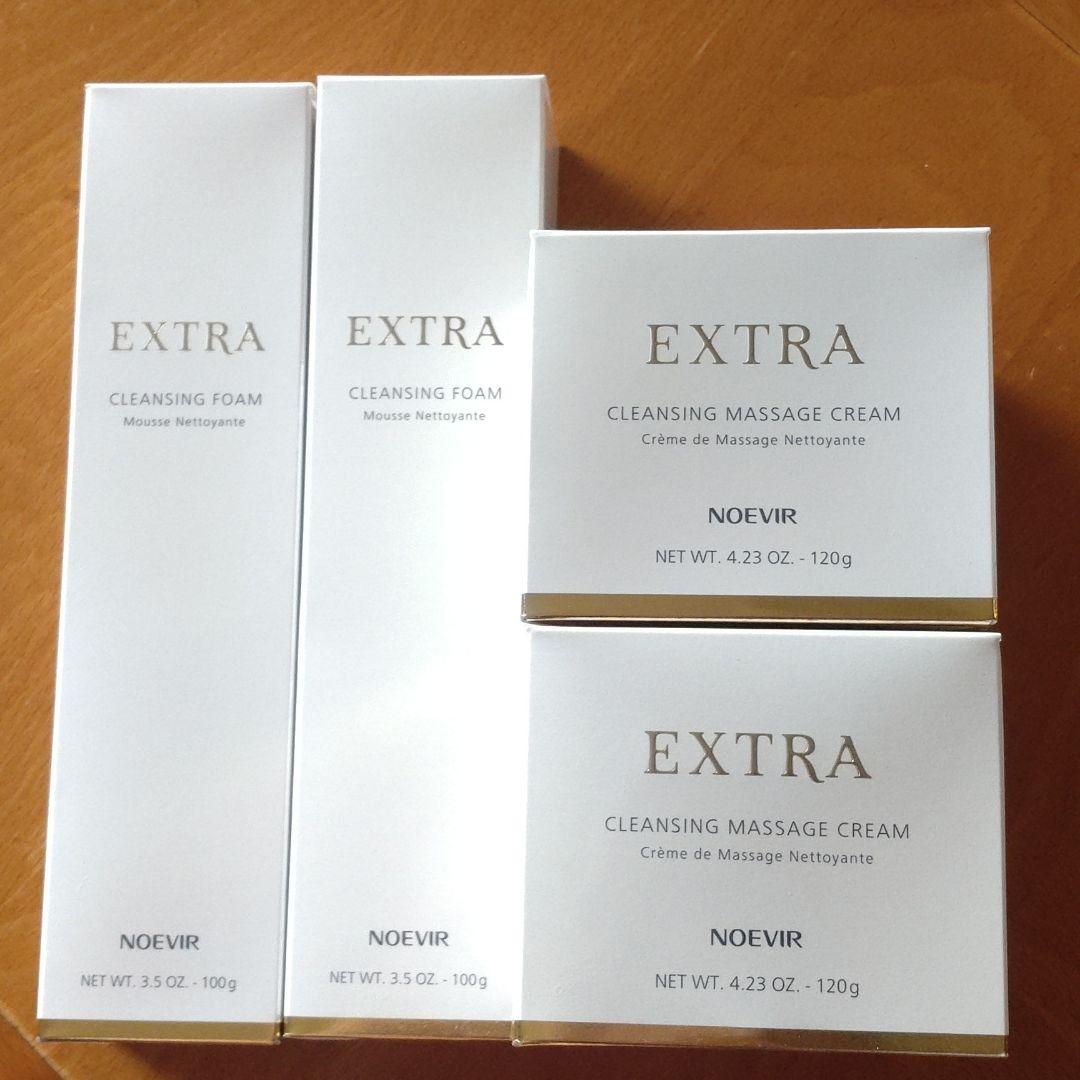 EXTRA
CLEANSING FOAM
Mousse Nettoyante
NOEVIR
NET WT. 3.5 OZ. - 100g
EXTRA
CLEANSING FOAM
Mousse Nettoyante
NOEVIR
NET WT. 3.5 OZ. - 100g
EXTRA
CLEANSING MASSAGE CREAM
Crème de Massage Nettoyante
NOEVIR
NET WT. 4.23 OZ. - 120g
EXTRA
CLEANSING MASSAGE CREAM
Crème de Massage Nettoyante
NOEVIR
NET WT. 4.23 OZ. - 120g